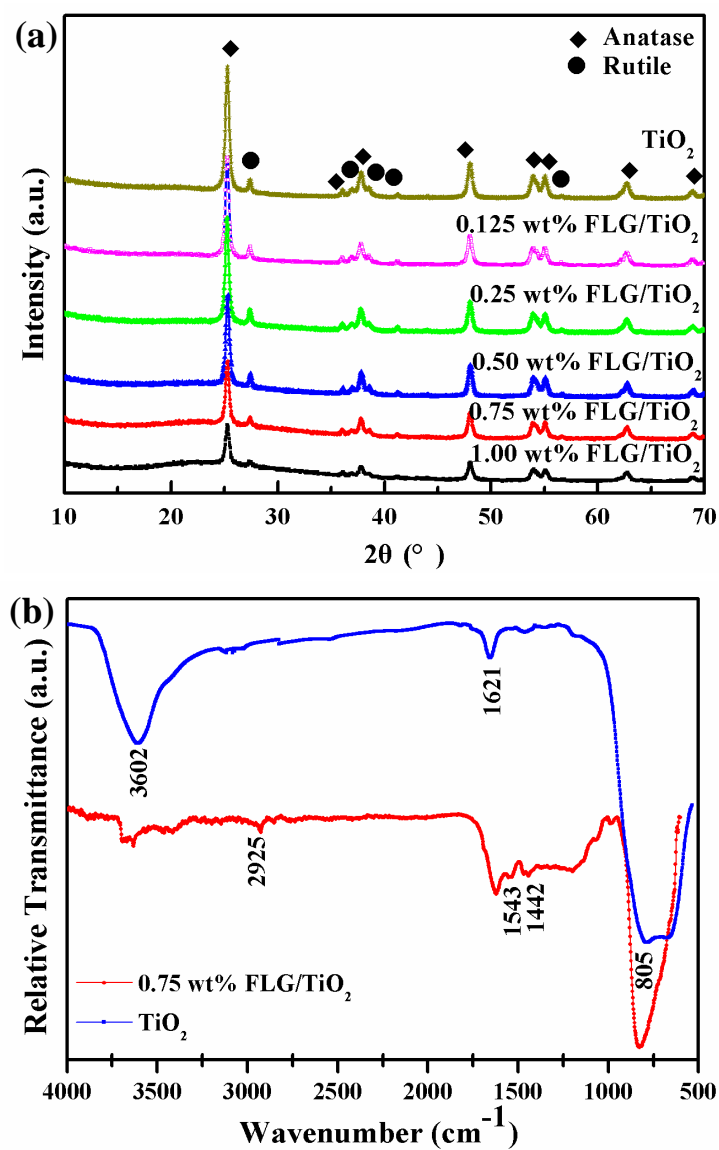 (a)
Anatase
Rutile
TiO2
0.125 wt% FLG/TiO2
0.25 wt% FLG/TiO2
0.50 wt% FLG/TiO2
0.75 wt% FLG/TiO2
1.00 wt% FLG/TiO2
Intensity (a.u.)
10 20 30 40 50 60 70
2θ (° )
(b)
3602
1621
2925
1543
1442
805
0.75 wt% FLG/TiO2
TiO2
Relative Transmittance (a.u.)
4000 3500 3000 2500 2000 1500 1000 500
Wavenumber (cm-1)